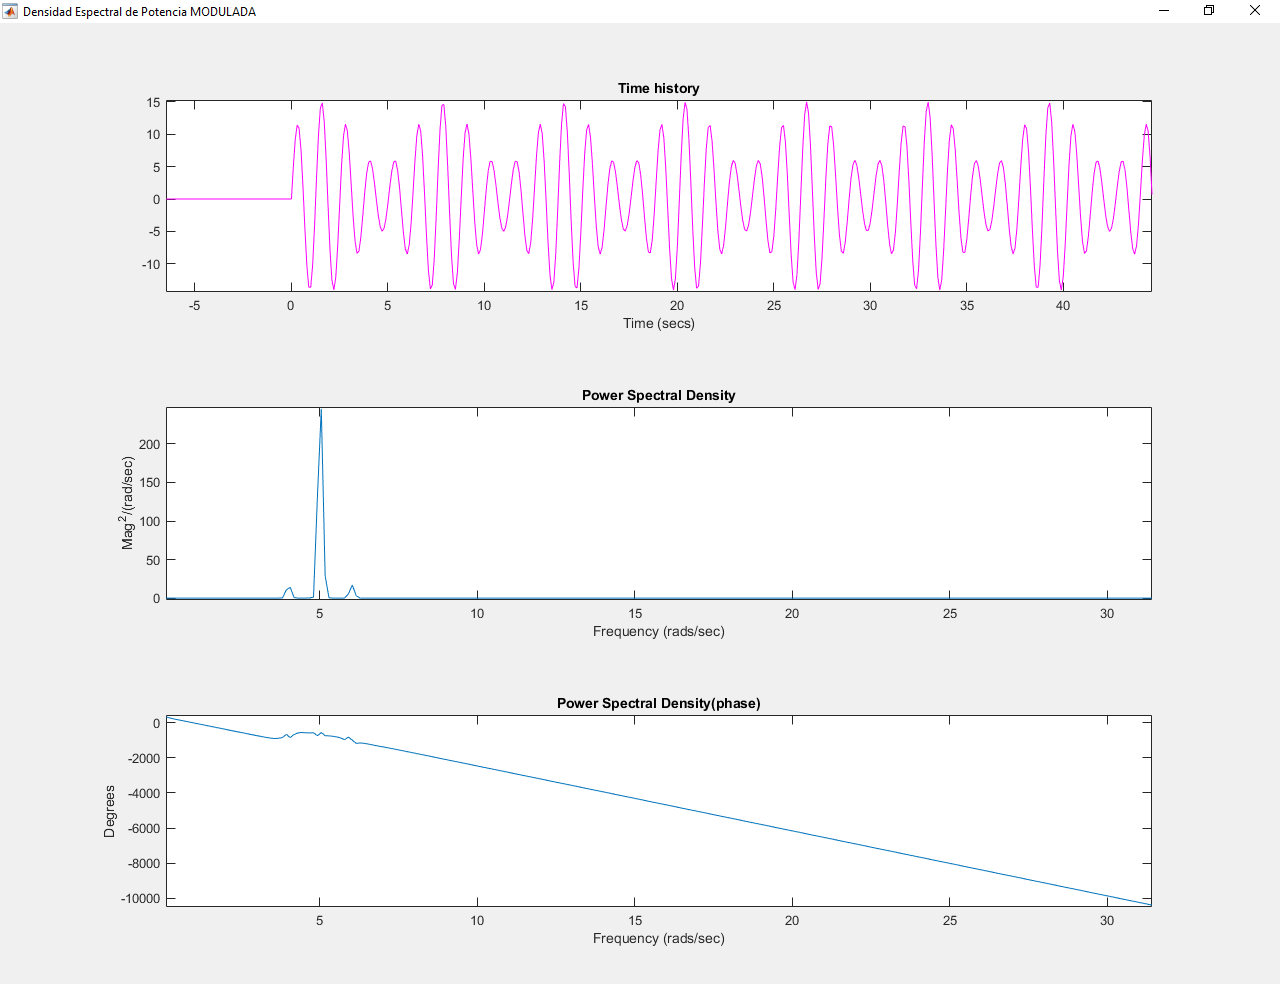 Densidad Espectral de Potencia MODULADA
Time history
15
10
5
0
-5
-10
-5 0 5 10 15 20 25 30 35 40
Time (secs)
Power Spectral Density
Mag²/(rad/sec)
200
150
100
50
0
5 10 15 20 25 30
Frequency (rads/sec)
Power Spectral Density(phase)
Degrees
0
-2000
-4000
-6000
-8000
-10000
5 10 15 20 25 30
Frequency (rads/sec)